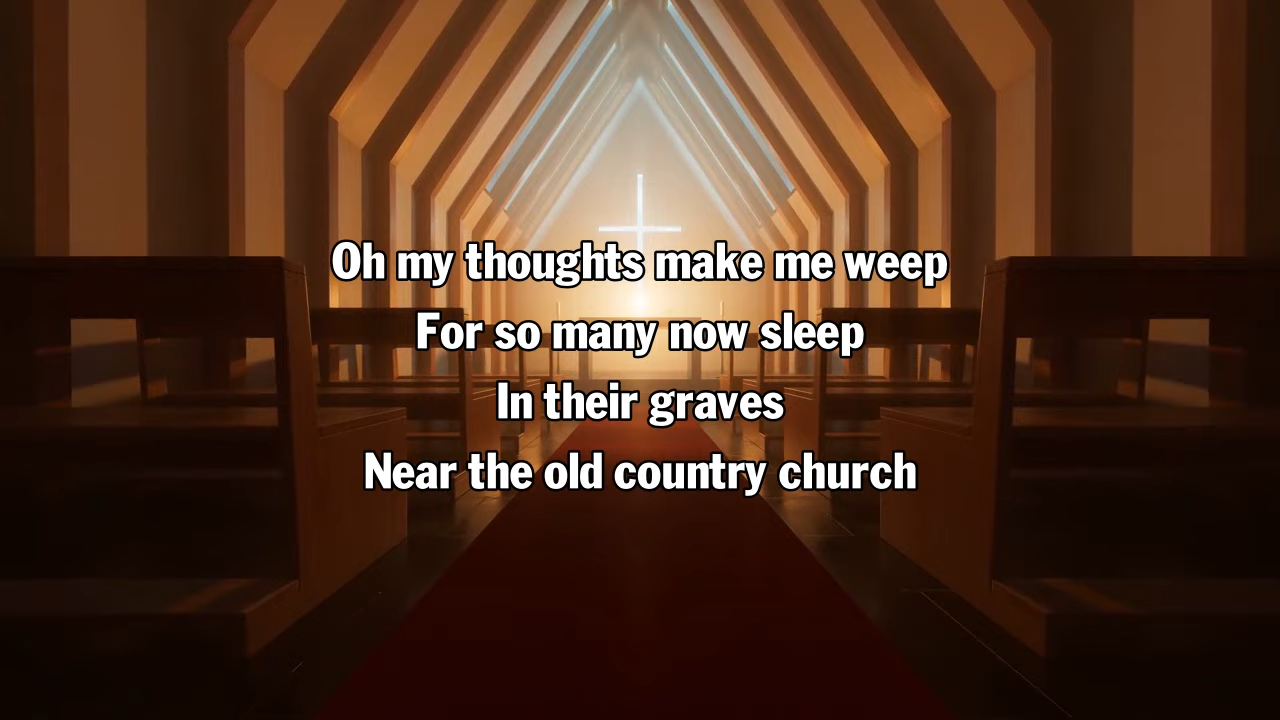 Oh my thoughts make me weep
For so many now sleep
In their graves
Near the old country church